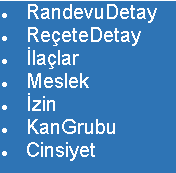 • RandevuDetay
• ReçeteDetay
• İlaçlar
• Meslek
• İzin
• KanGrubu
• Cinsiyet